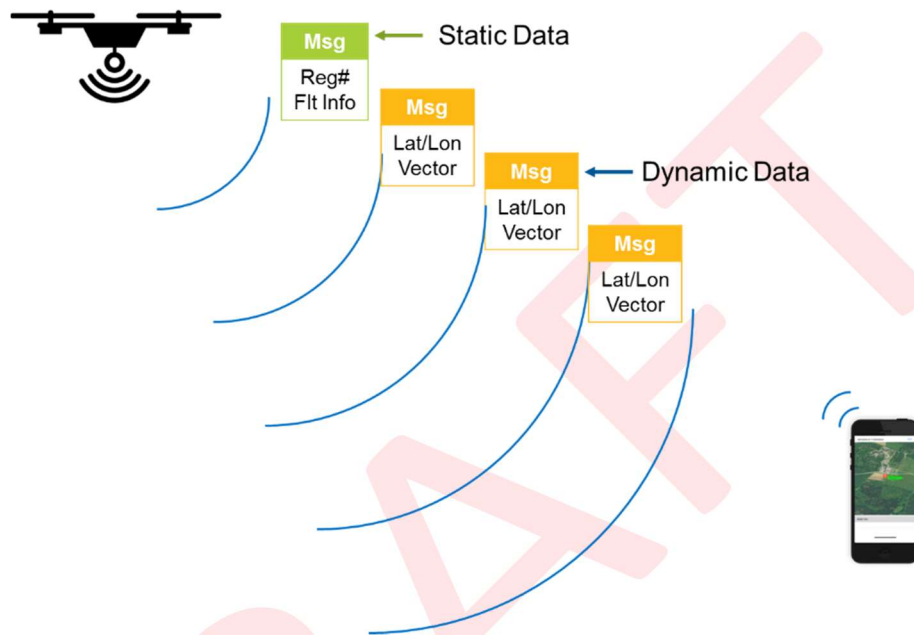 Msg
Static Data
Reg#
Flt Info
Msg
Lat/Lon
Vector
Msg
Dynamic Data
Lat/Lon
Vector
Msg
Lat/Lon
Vector